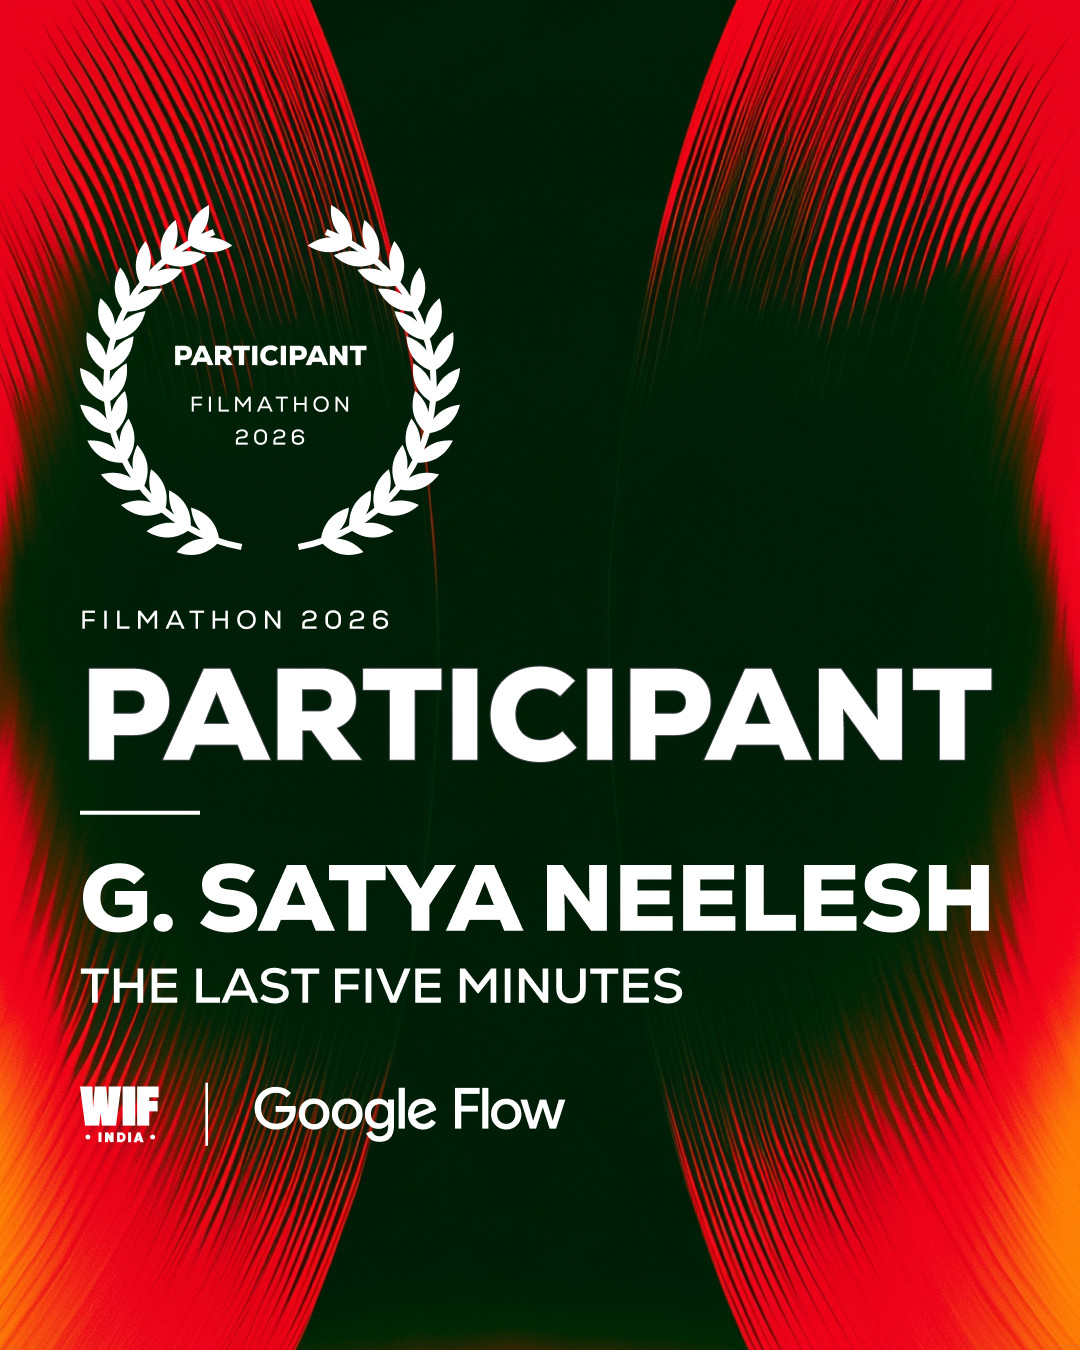 PARTICIPANT
FILMATHON
2026
FILMATHON 2026
PARTICIPANT
G. SATYA NEELESH
THE LAST FIVE MINUTES
WIF
• INDIA •
Google Flow